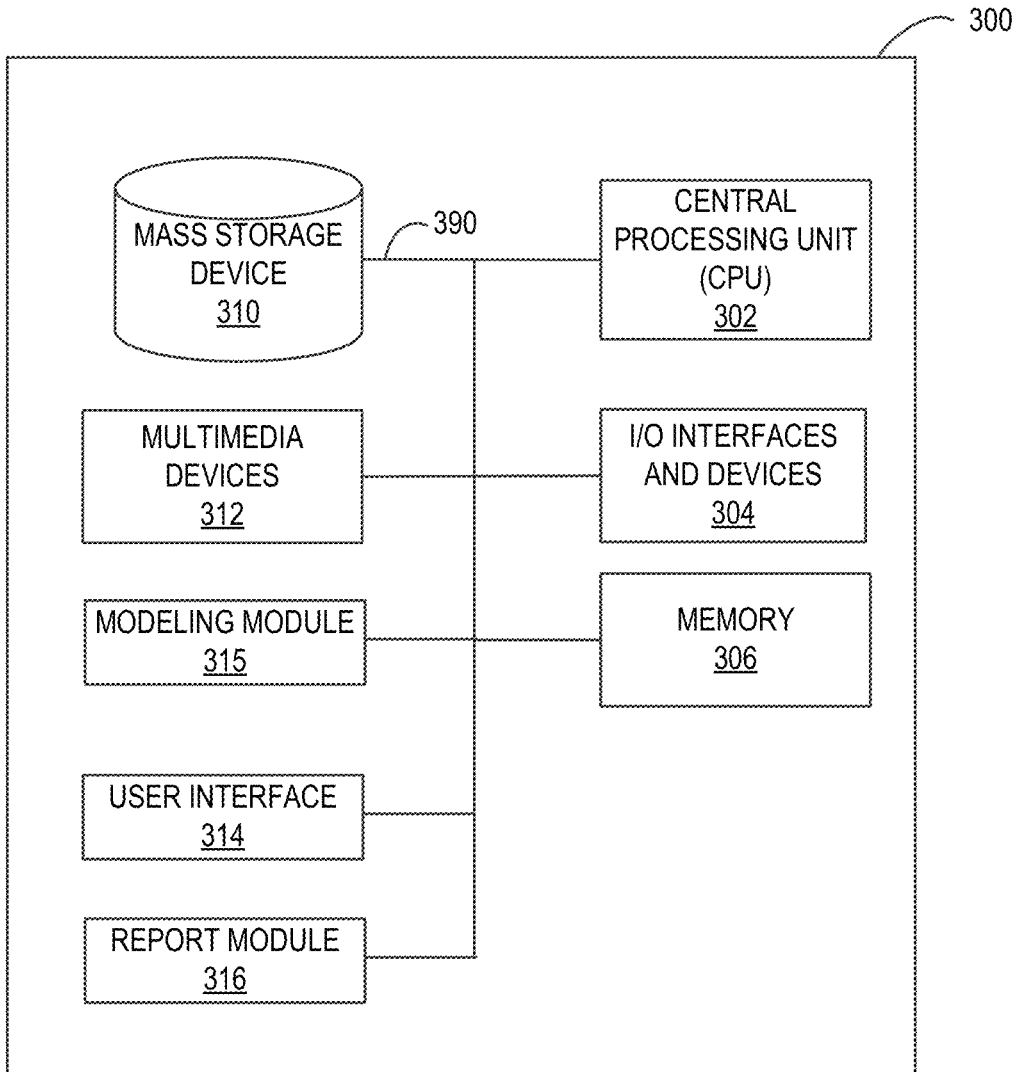 300
MASS STORAGE
DEVICE
310
390
CENTRAL
PROCESSING UNIT
(CPU)
302
MULTIMEDIA
DEVICES
312
I/O INTERFACES
AND DEVICES
304
MODELING MODULE
315
MEMORY
306
USER INTERFACE
314
REPORT MODULE
316